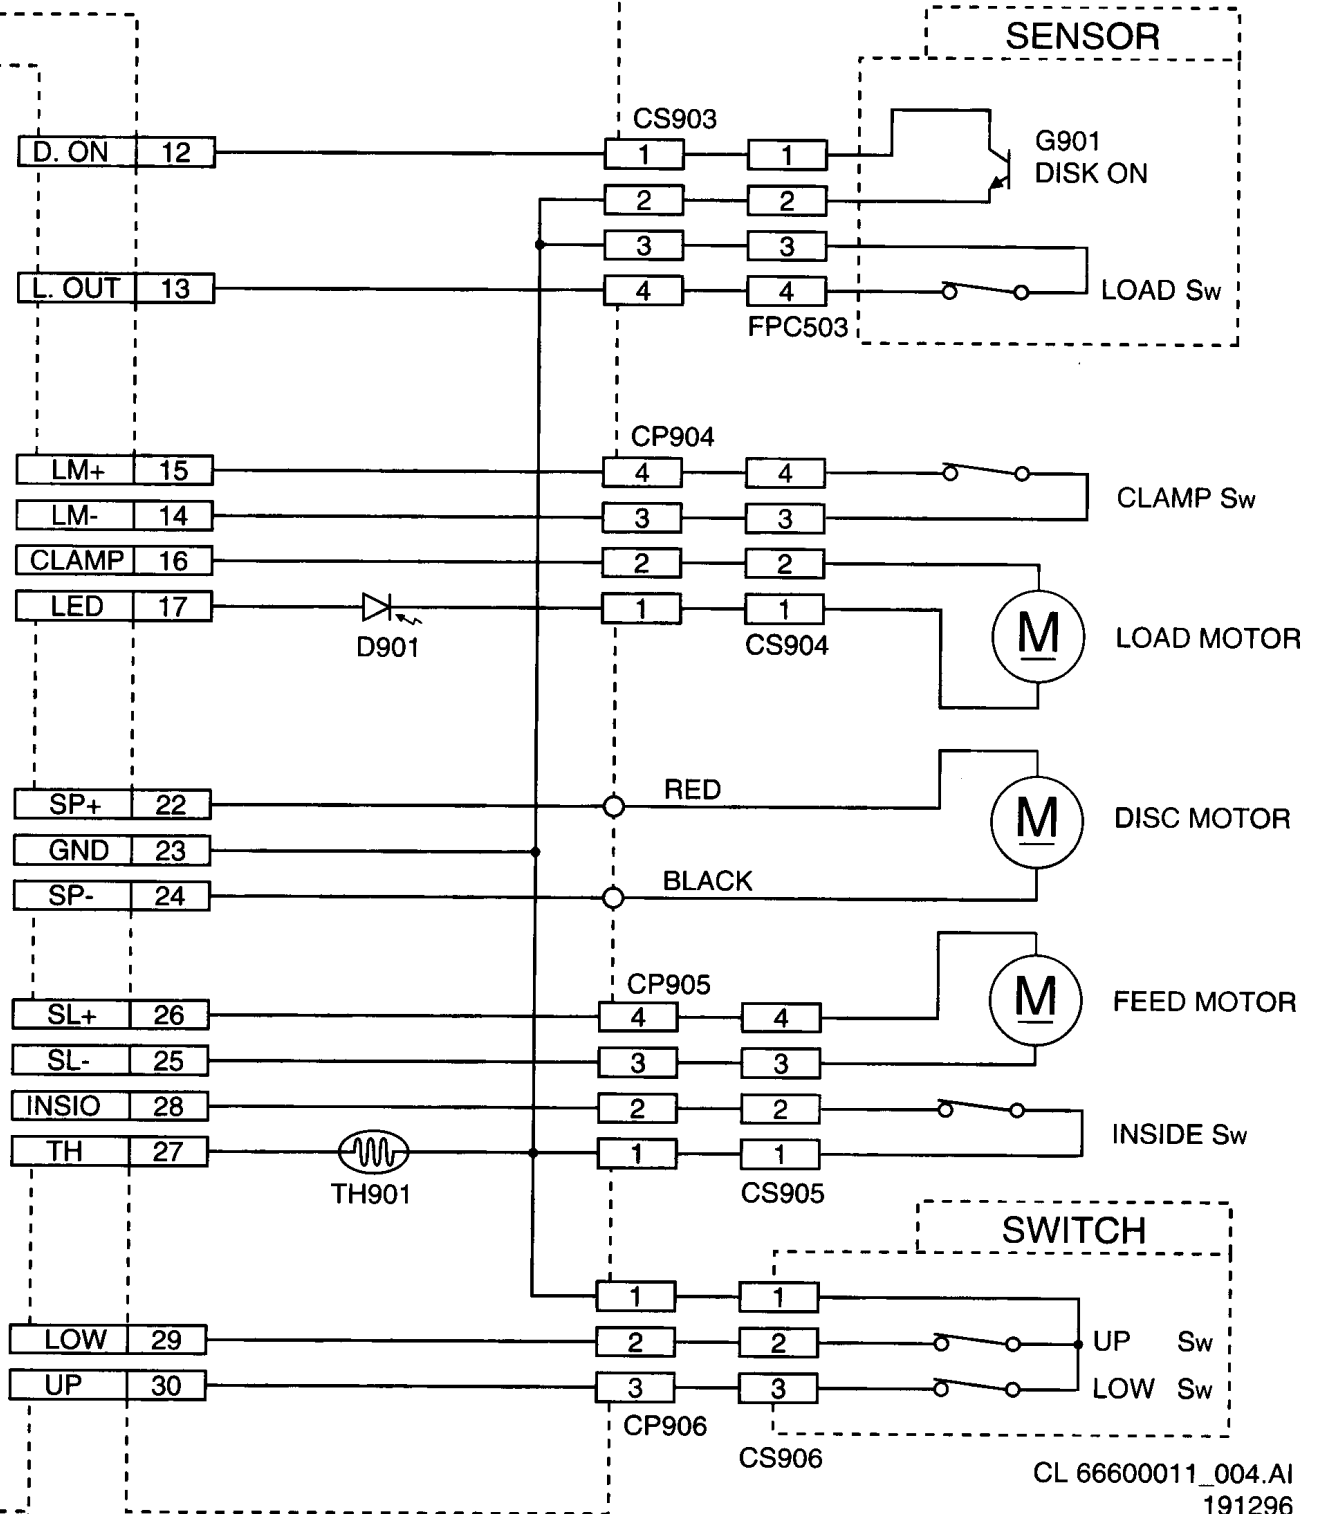 SENSOR
CS903
D. ON 12 1 1 G901
DISK ON
2 2
3 3
L. OUT 13 4 4 LOAD Sw
FPC503
CP904
LM+ 15 4 4
CLAMP Sw
LM- 14 3 3
CLAMP 16 2 2
LED 17 1 1
D901 CS904 M LOAD MOTOR
RED
SP+ 22
M DISC MOTOR
GND 23
BLACK
SP- 24
CP905
M FEED MOTOR
SL+ 26 4 4
SL- 25 3 3
INSIO 28 2 2
INSIDE Sw
TH 27 1 1
TH901 CS905
SWITCH
1 1
LOW 29 2 2 UP Sw
UP 30 3 3 LOW Sw
CP906
CS906
CL 66600011_004.AI
191296